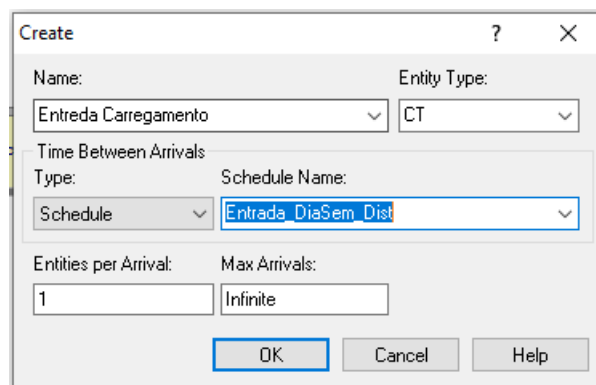 Create ? ×
Name: Entity Type:
Entreda Carregamento CT
Time Between Arrivals
Type: Schedule Name:
Schedule Entrada_DiaSem_Dist
Entities per Arrival: Max Arrivals:
1 Infinite
OK Cancel Help